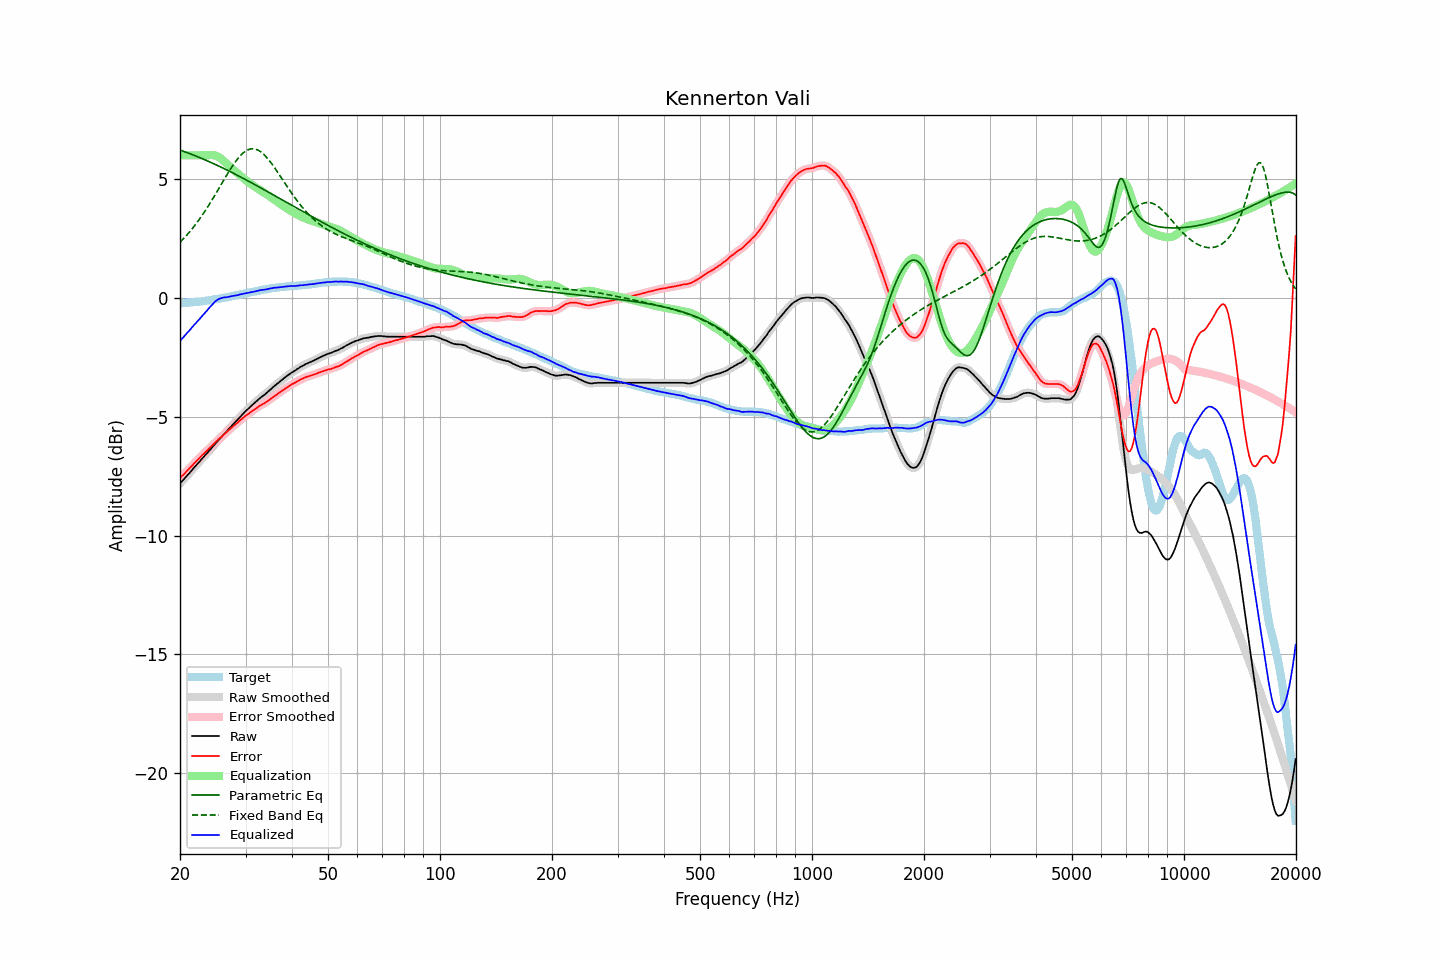 Kennerton Vali
Amplitude (dBr)
5
0
−5
−10
−15
−20
Target
Raw Smoothed
Error Smoothed
Raw
Error
Equalization
Parametric Eq
Fixed Band Eq
Equalized
20 50 100 200 500 1000 2000 5000 10000 20000
Frequency (Hz)